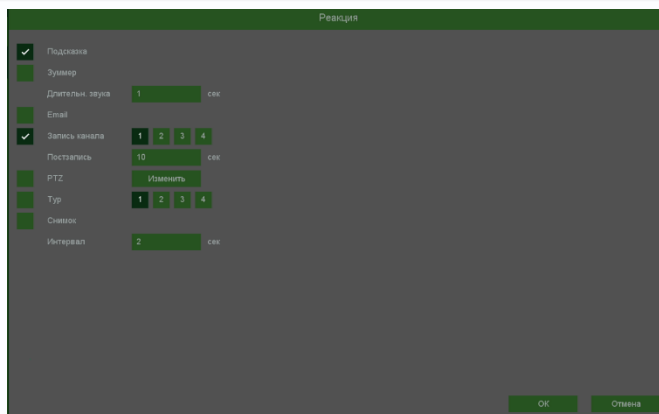 Реакция
Подсказка
Зуммер
Длительн. звука 1 сек
Email
Запись канала 1 2 3 4
Постзапись 10 сек
PTZ Изменить
Тур 1 2 3 4
Снимок
Интервал 2 сек
OK Отмена